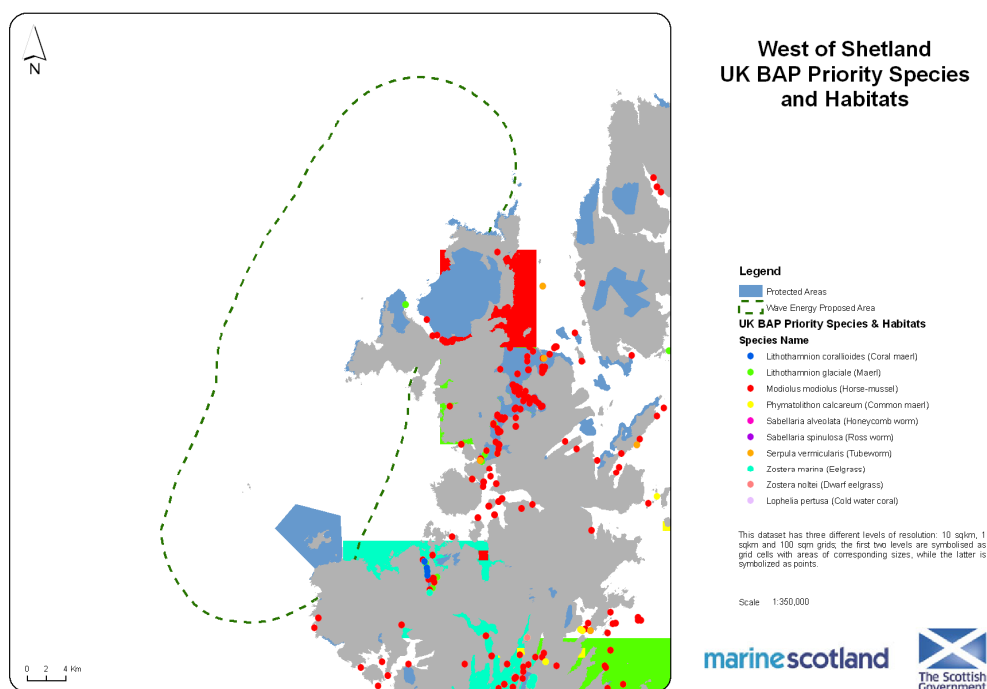 N
West of Shetland
UK BAP Priority Species
and Habitats
Legend
Protected Areas
Wave Energy Proposed Area
UK BAP Priority Species & Habitats
Species Name
Lithothamnion corallioides (Coral maerl)
Lithothamnion glaciale (Maerl)
Modiolus modiolus (Horse-mussel)
Phymatolithon calcareum (Common maerl)
Sabellaria alveolata (Honeycomb worm)
Sabellaria spinulosa (Ross worm)
Serpula vermicularis (Tubeworm)
Zostera marina (Eelgrass)
Zostera noltei (Dwarf eelgrass)
Lophelia pertusa (Cold water coral)
This dataset has three different levels of resolution: 10 sqkm, 1
sqkm and 100 sqm grids; the first two levels are symbolised as
grid cells with areas of corresponding sizes, while the latter is
symbolized as points.
Scale 1:350,000
0 2 4 Km
marinescotland
The Scottish
Government